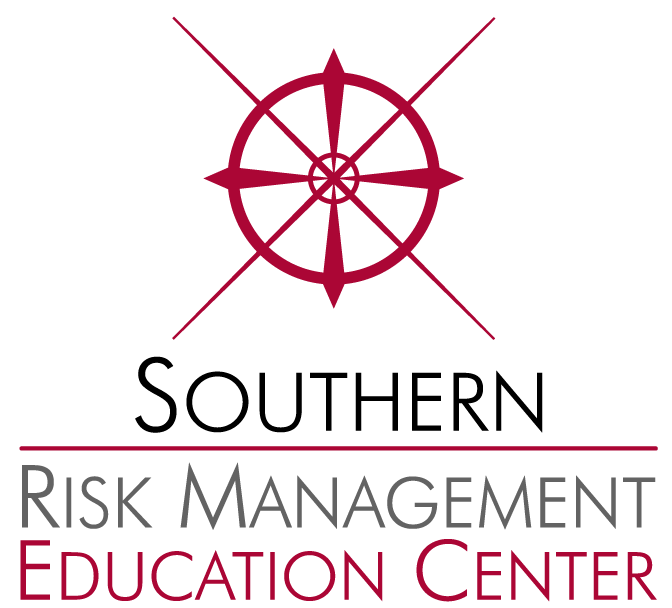 SOUTHERN
RISK MANAGEMENT
EDUCATION CENTER